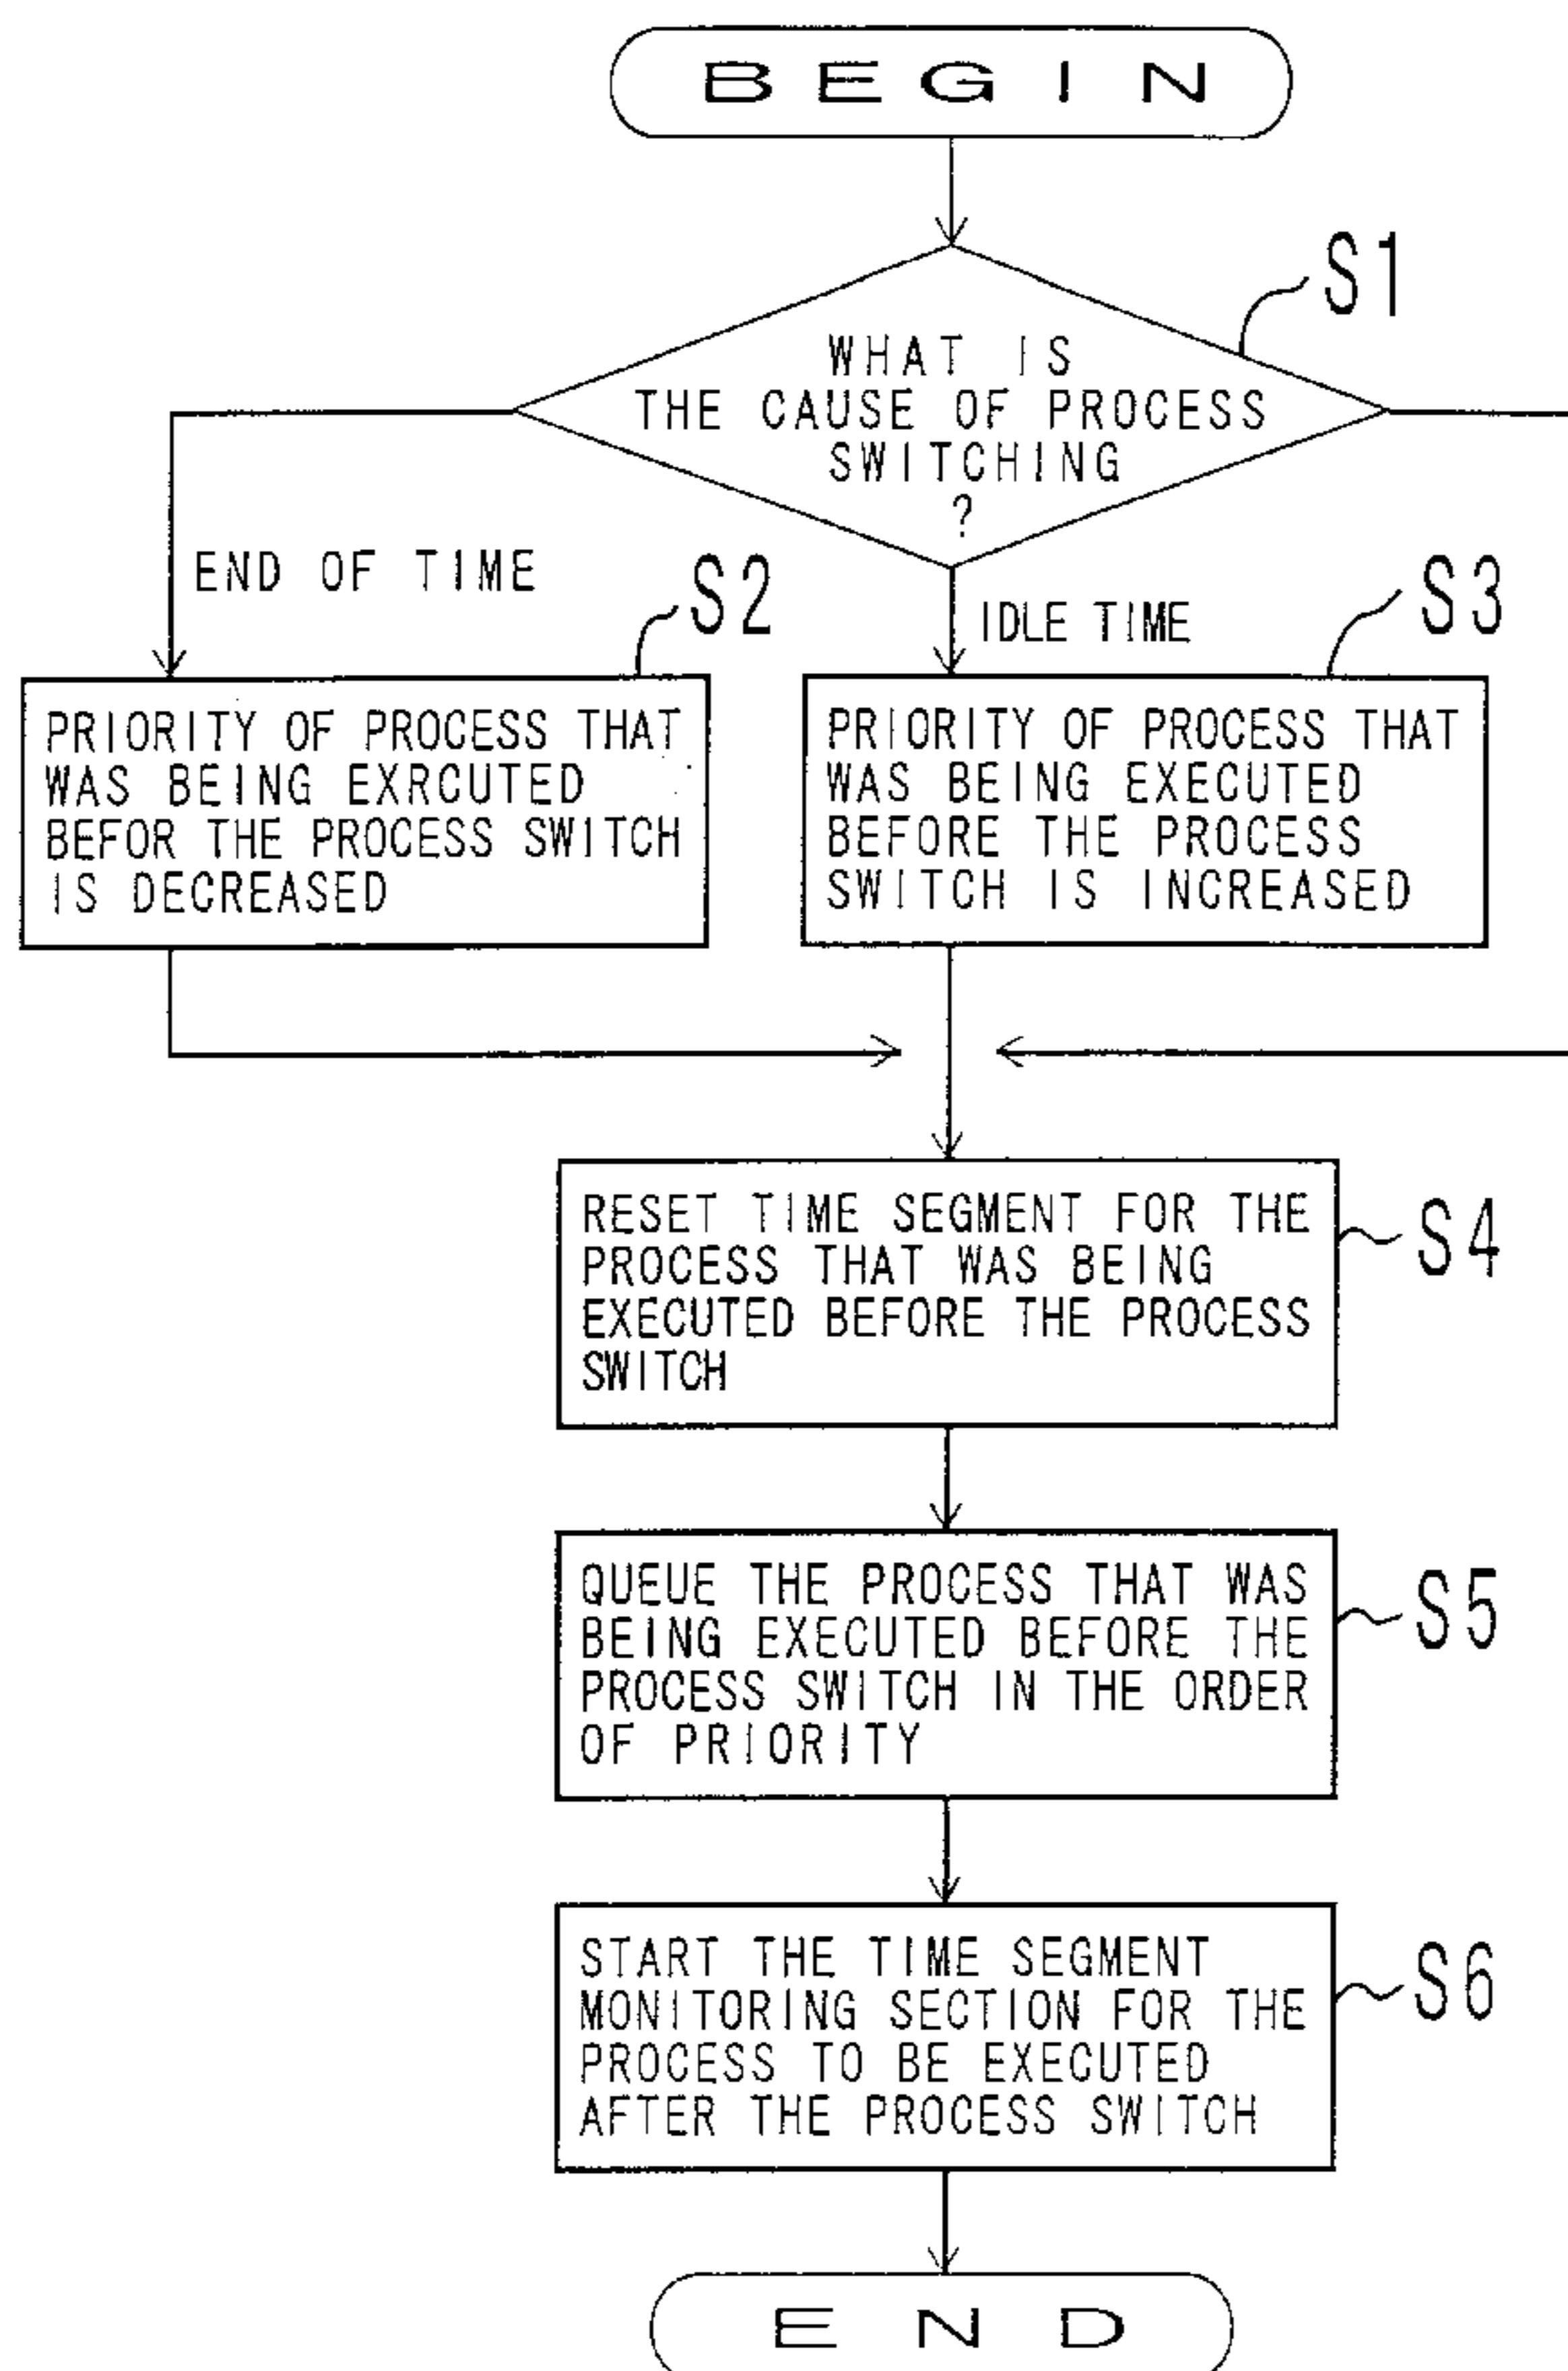 BEGIN
S1
WHAT IS
THE CAUSE OF PROCESS
SWITCHING
?
END OF TIME
S2
IDLE TIME
S3
PRIORITY OF PROCESS THAT
WAS BEING EXRCUTED
BEFOR THE PROCESS SWITCH
IS DECREASED
PRIORITY OF PROCESS THAT
WAS BEING EXECUTED
BEFORE THE PROCESS
SWITCH IS INCREASED
RESET TIME SEGMENT FOR THE
PROCESS THAT WAS BEING
EXECUTED BEFORE THE PROCESS
SWITCH
S4
QUEUE THE PROCESS THAT WAS
BEING EXECUTED BEFORE THE
PROCESS SWITCH IN THE ORDER
OF PRIORITY
S5
START THE TIME SEGMENT
MONITORING SECTION FOR THE
PROCESS TO BE EXECUTED
AFTER THE PROCESS SWITCH
S6
END